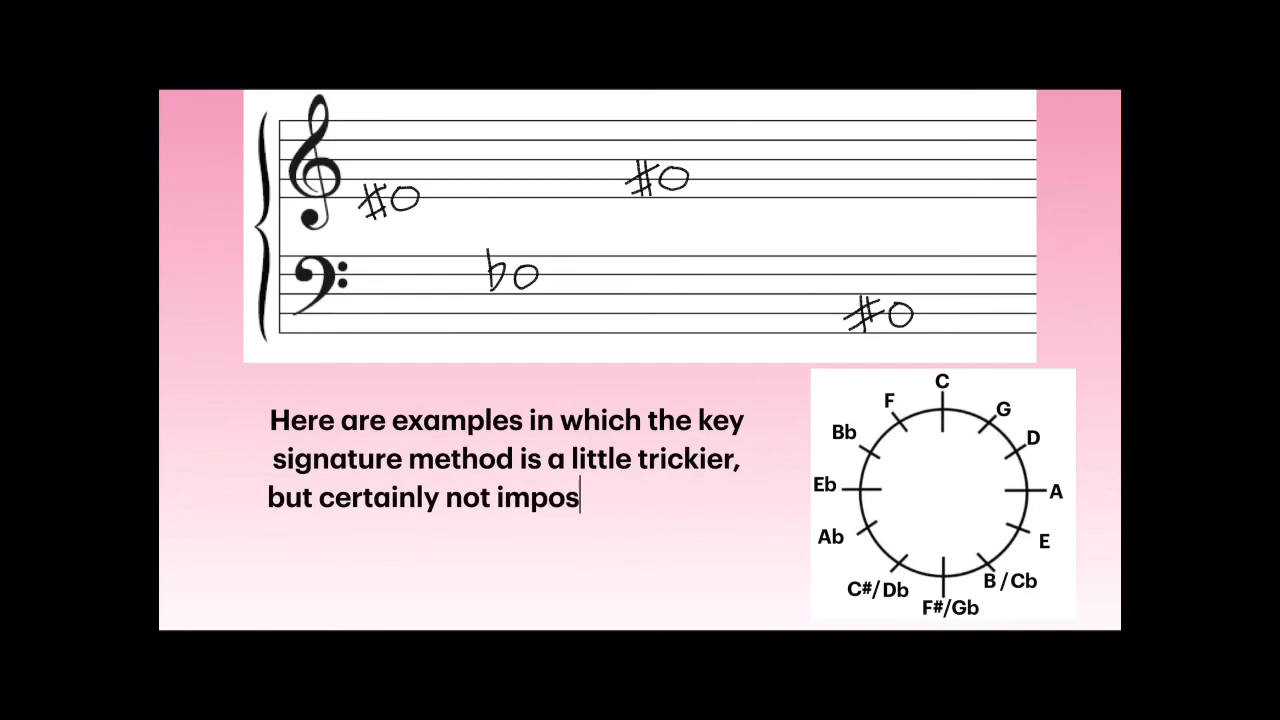 Here are examples in which the key
signature method is a little trickier,
but certainly not impos
C
F
G
Bb
D
Eb
A
Ab
E
C#/Db
B/Cb
F#/Gb